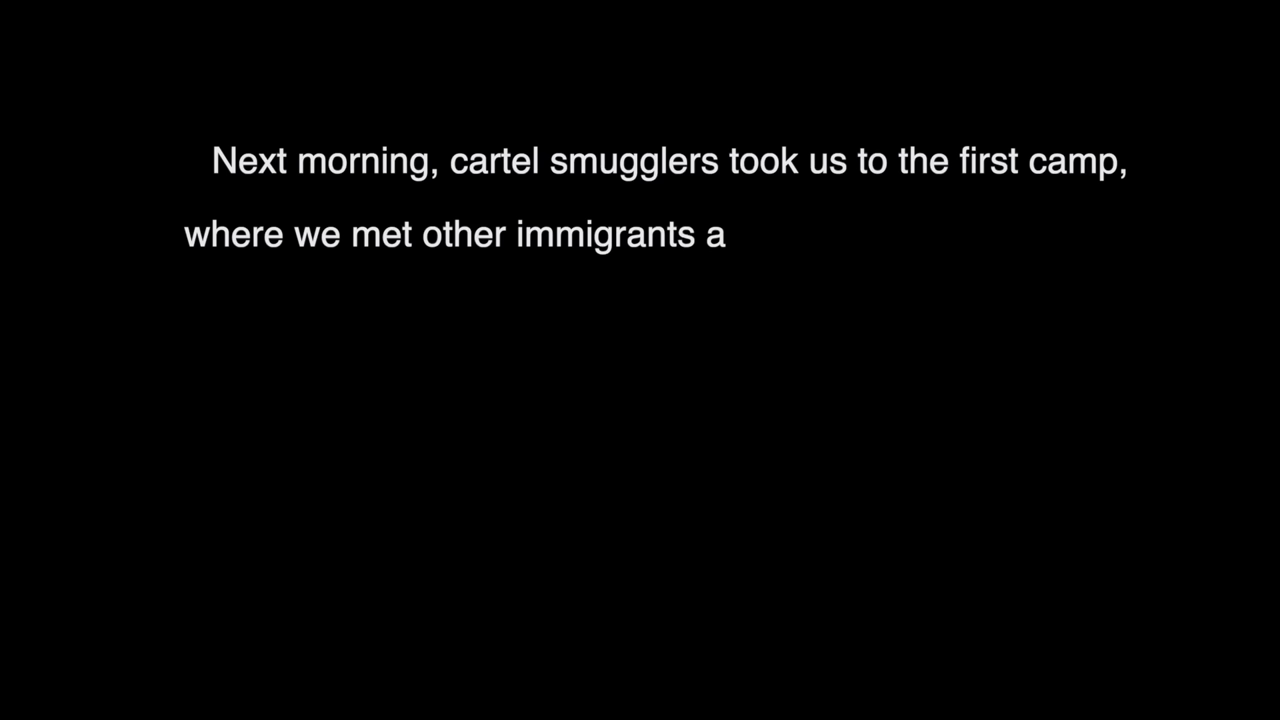 Next morning, cartel smugglers took us to the first camp,
where we met other immigrants a